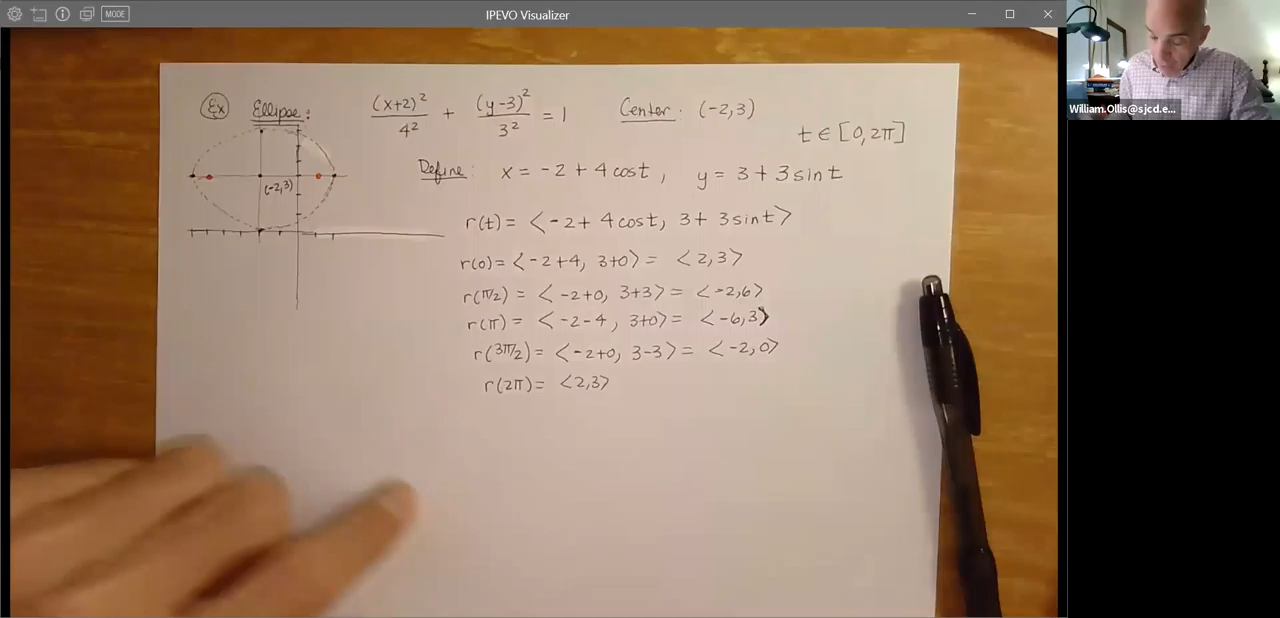 IPEVO Visualizer
MODE
William.Ollis@sjcd.e...
Ex Ellipse: (x+2)²/4² + (y-3)²/3² = 1 Center: (-2,3)
t ∈ [0,2π]
(-2,3)
Define: x = -2 + 4cost, y = 3 + 3sint
r(t) = <-2 + 4cost, 3 + 3sint>
r(0) = <-2+4, 3+0> = <2,3>
r(π/2) = <-2+0, 3+3> = <-2,6>
r(π) = <-2-4, 3+0> = <-6,3>
r(3π/2) = <-2+0, 3-3> = <-2,0>
r(2π) = <2,3>